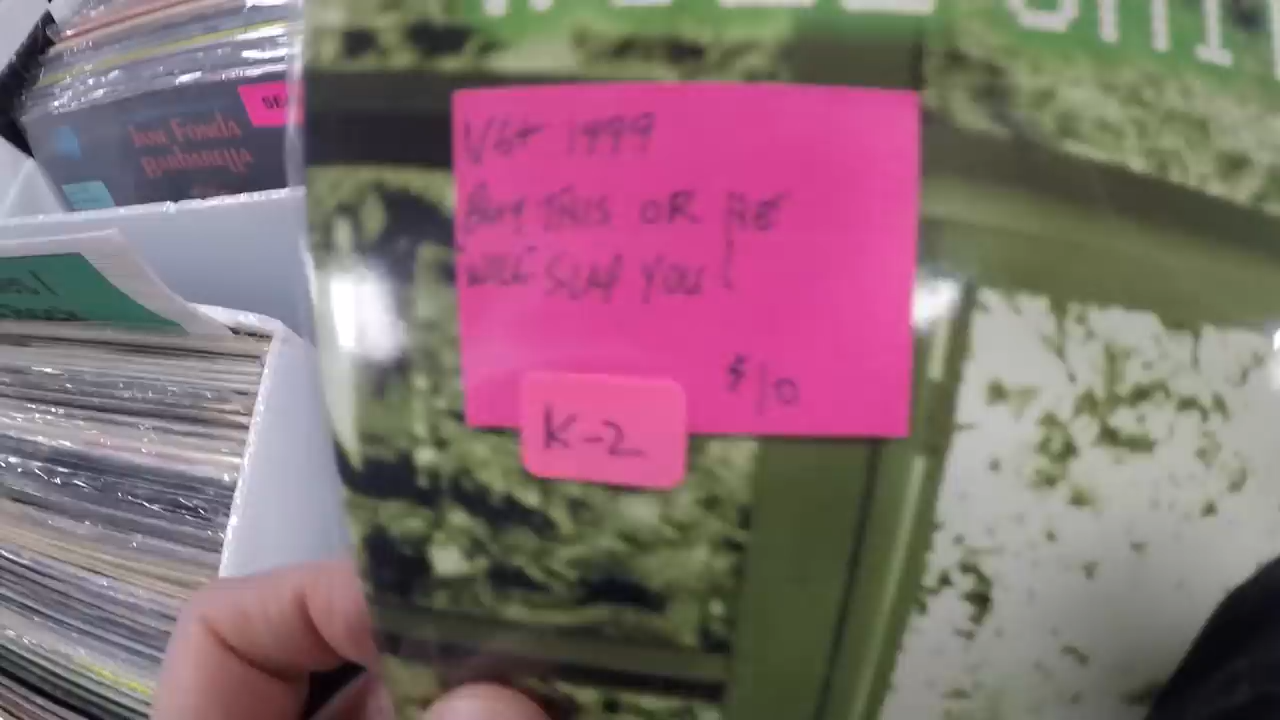 JANE FONDA
BARBARELLA
VG+ 1999
BUY THIS OR HE
WILL SLAP YOU!
$10
K-2